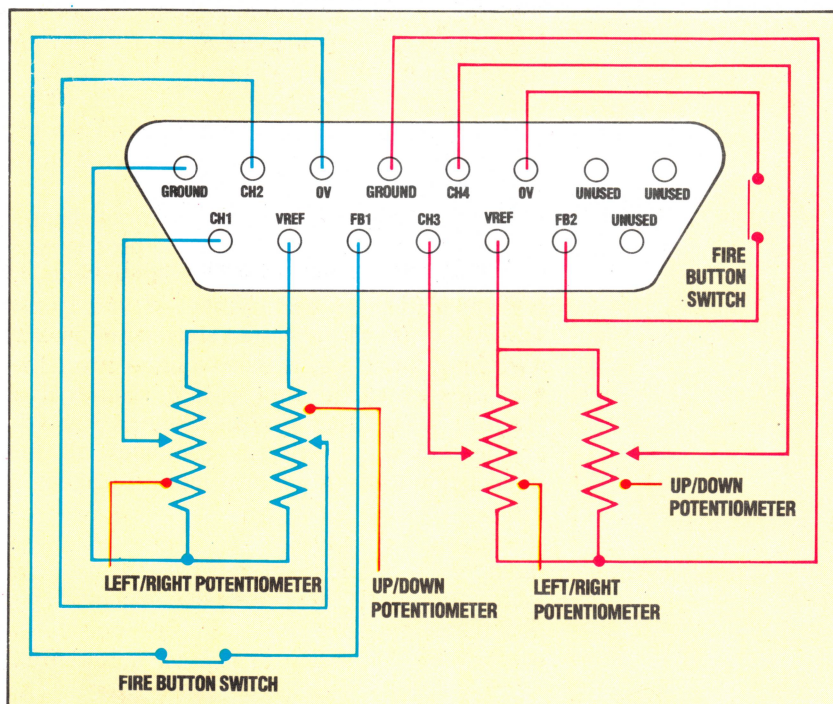 GROUND CH2 0V GROUND CH4 0V UNUSED UNUSED
CH1 VREF FB1 CH3 VREF FB2 UNUSED
FIRE
BUTTON
SWITCH
UP/DOWN
POTENTIOMETER
LEFT/RIGHT POTENTIOMETER
UP/DOWN
POTENTIOMETER
LEFT/RIGHT
POTENTIOMETER
FIRE BUTTON SWITCH